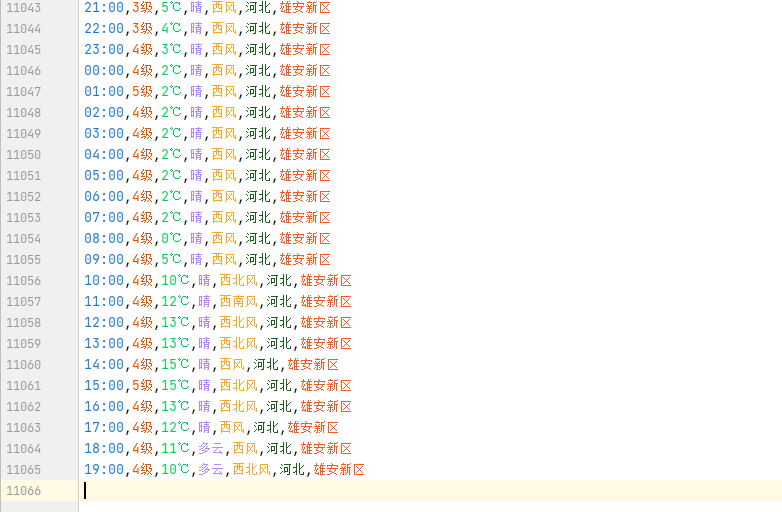 11043 21:00,3级,5℃,晴,西风,河北,雄安新区
11044 22:00,3级,4℃,晴,西风,河北,雄安新区
11045 23:00,4级,3℃,晴,西风,河北,雄安新区
11046 00:00,4级,2℃,晴,西风,河北,雄安新区
11047 01:00,5级,2℃,晴,西风,河北,雄安新区
11048 02:00,4级,2℃,晴,西风,河北,雄安新区
11049 03:00,4级,2℃,晴,西风,河北,雄安新区
11050 04:00,4级,2℃,晴,西风,河北,雄安新区
11051 05:00,4级,2℃,晴,西风,河北,雄安新区
11052 06:00,4级,2℃,晴,西风,河北,雄安新区
11053 07:00,4级,2℃,晴,西风,河北,雄安新区
11054 08:00,4级,0℃,晴,西风,河北,雄安新区
11055 09:00,4级,5℃,晴,西风,河北,雄安新区
11056 10:00,4级,10℃,晴,西北风,河北,雄安新区
11057 11:00,4级,12℃,晴,西南风,河北,雄安新区
11058 12:00,4级,13℃,晴,西北风,河北,雄安新区
11059 13:00,4级,13℃,晴,西北风,河北,雄安新区
11060 14:00,4级,15℃,晴,西风,河北,雄安新区
11061 15:00,5级,15℃,晴,西北风,河北,雄安新区
11062 16:00,4级,13℃,晴,西北风,河北,雄安新区
11063 17:00,4级,12℃,晴,西风,河北,雄安新区
11064 18:00,4级,11℃,多云,西风,河北,雄安新区
11065 19:00,4级,10℃,多云,西北风,河北,雄安新区
11066